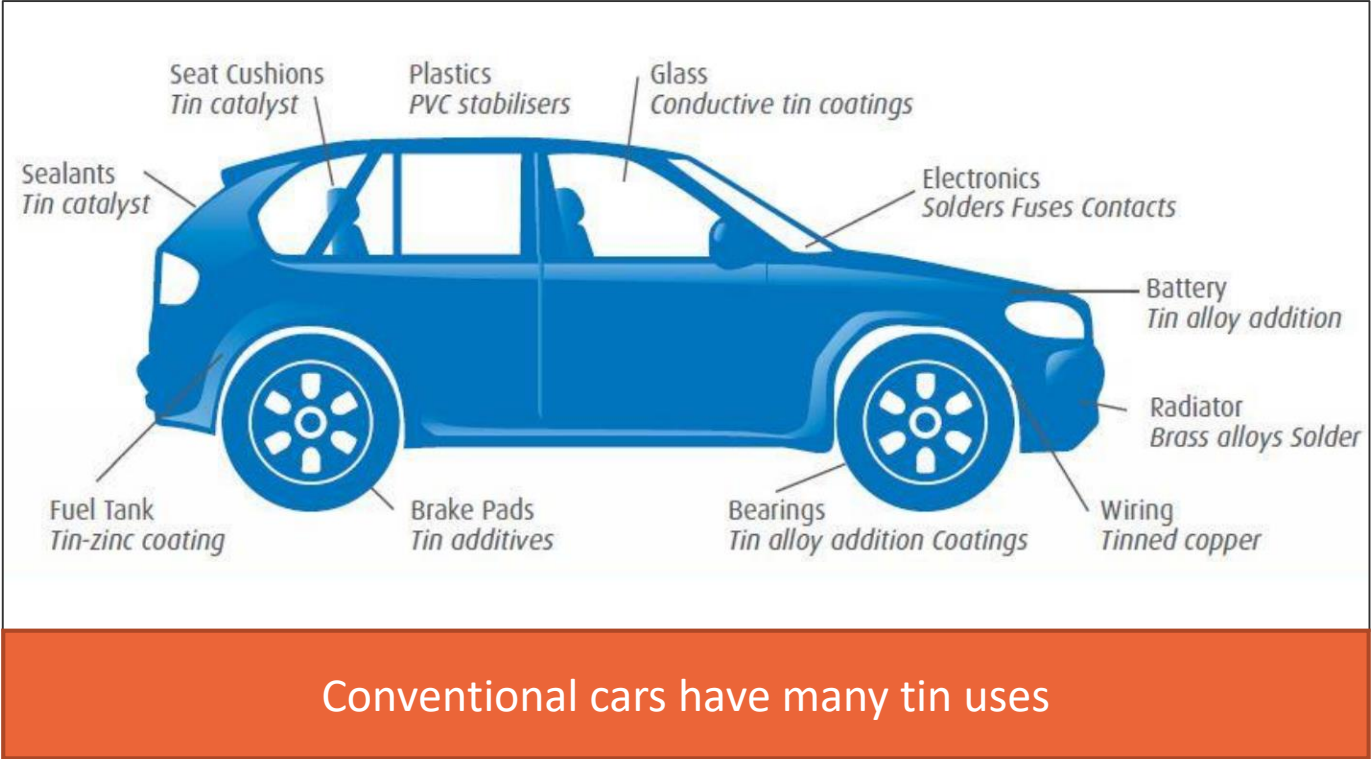 Seat Cushions
Tin catalyst
Plastics
PVC stabilisers
Glass
Conductive tin coatings
Sealants
Tin catalyst
Electronics
Solders Fuses Contacts
Battery
Tin alloy addition
Radiator
Brass alloys Solder
Fuel Tank
Tin-zinc coating
Brake Pads
Tin additives
Bearings
Tin alloy addition Coatings
Wiring
Tinned copper
Conventional cars have many tin uses